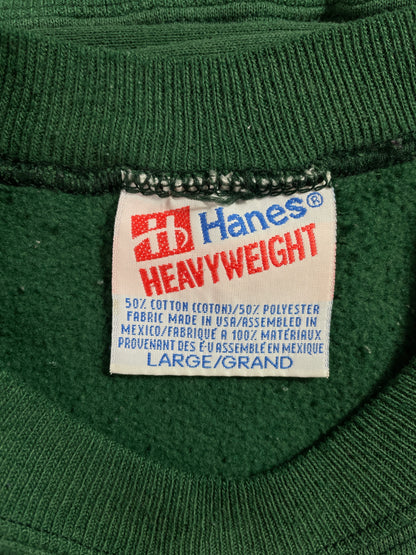 Hanes®
HEAVYWEIGHT
50% COTTON (COTON)/50% POLYESTER
FABRIC MADE IN USA/ASSEMBLED IN
MEXICO/FABRIQUÉ A 100% MATÉRIAUX
PROVENANT DES É-U ASSEMBLÉ EN MEXIQUE
LARGE/GRAND